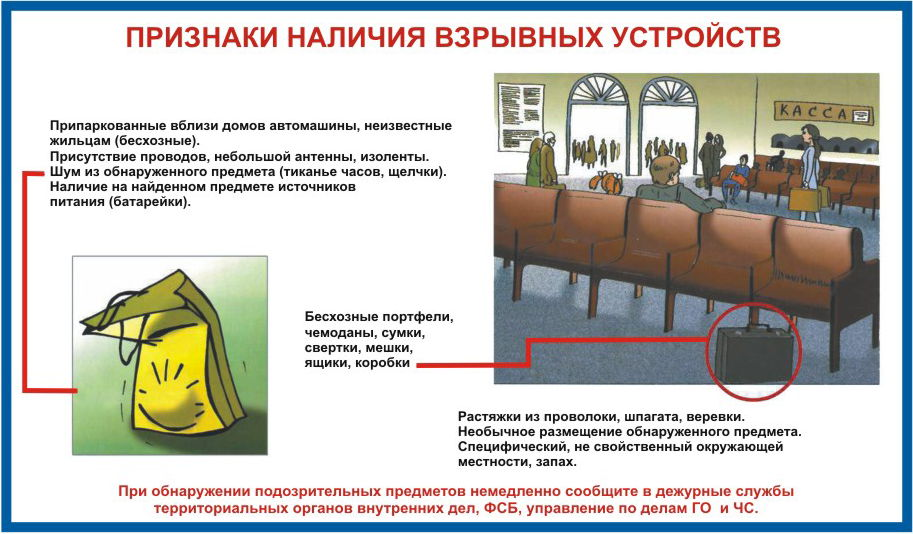 ПРИЗНАКИ НАЛИЧИЯ ВЗРЫВНЫХ УСТРОЙСТВ
Припаркованные вблизи домов автомашины, неизвестные
жильцам (бесхозные).
Присутствие проводов, небольшой антенны, изоленты.
Шум из обнаруженного предмета (тиканье часов, щелчки).
Наличие на найденном предмете источников
питания (батарейки).
КАССА
Бесхозные портфели,
чемоданы, сумки,
свертки, мешки,
ящики, коробки
Растяжки из проволоки, шпагата, веревки.
Необычное размещение обнаруженного предмета.
Специфический, не свойственный окружающей
местности, запах.
При обнаружении подозрительных предметов немедленно сообщите в дежурные службы
территориальных органов внутренних дел, ФСБ, управление по делам ГО и ЧС.